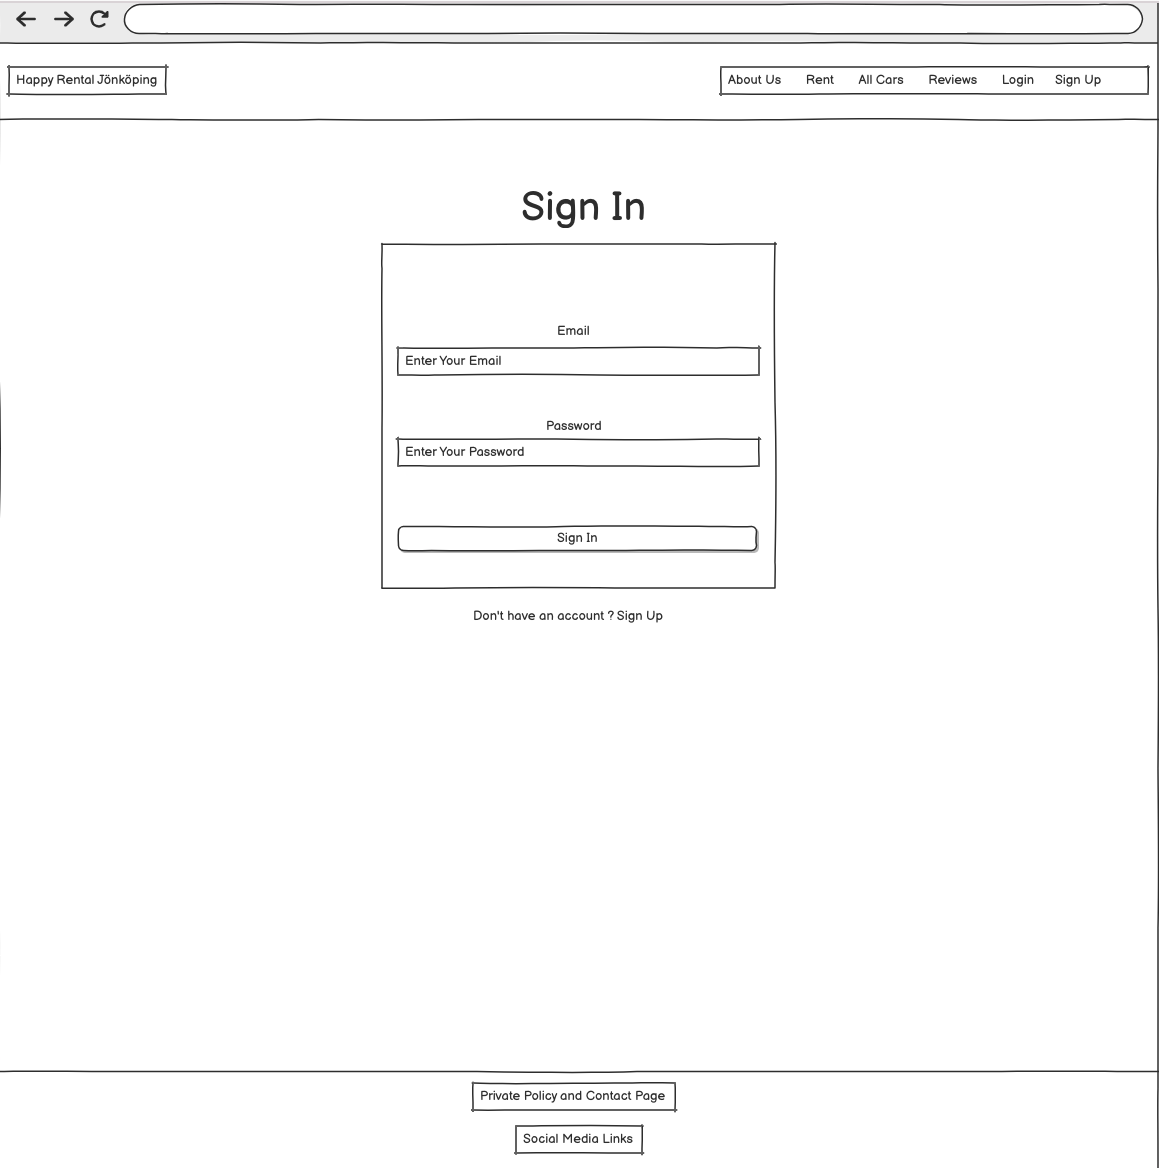 Happy Rental Jönköping
About Us Rent All Cars Reviews Login Sign Up
Sign In
Email
Enter Your Email
Password
Enter Your Password
Sign In
Don't have an account ? Sign Up
Private Policy and Contact Page
Social Media Links